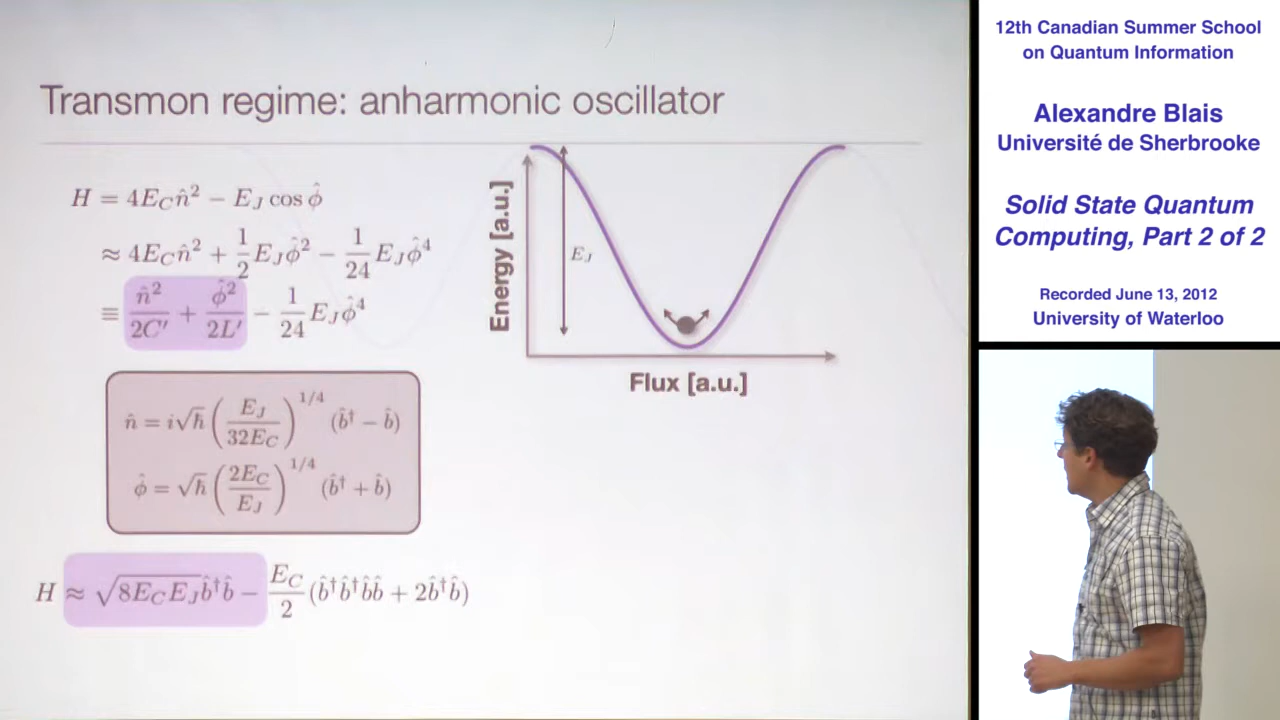 Transmon regime: anharmonic oscillator
H = 4E_C n̂² − E_J cos φ̂
≈ 4E_C n̂² + 1/2 E_J φ̂² − 1/24 E_J φ̂⁴
≡ n̂²/2C′ + φ̂²/2L′ − 1/24 E_J φ̂⁴
n̂ = i√ħ (E_J/32E_C)^1/4 (b̂† − b̂)
φ̂ = √ħ (2E_C/E_J)^1/4 (b̂† + b̂)
H ≈ √8E_C E_J b̂†b̂ − E_C/2 (b̂†b̂†b̂b̂ + 2b̂†b̂)
Energy [a.u.]
E_J
Flux [a.u.]
12th Canadian Summer School
on Quantum Information
Alexandre Blais
Université de Sherbrooke
Solid State Quantum
Computing, Part 2 of 2
Recorded June 13, 2012
University of Waterloo